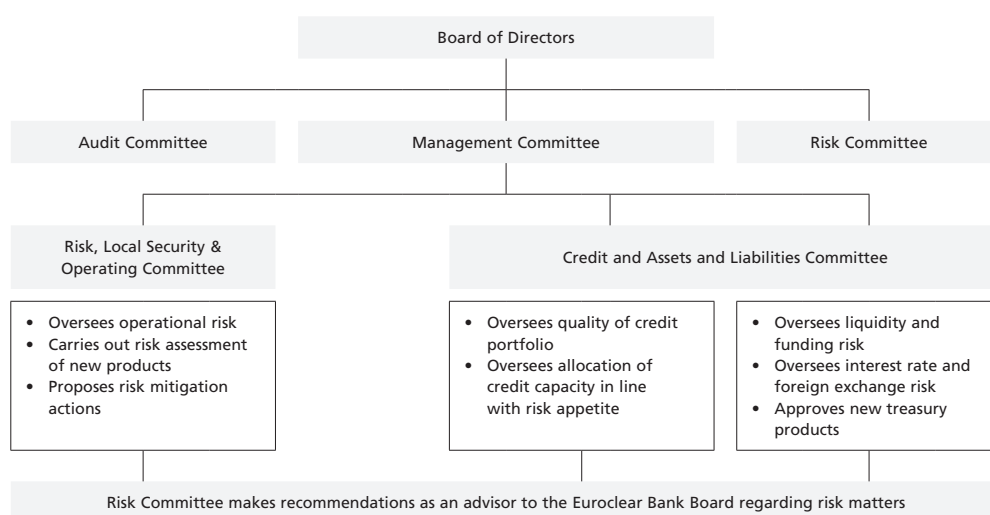 Board of Directors
Audit Committee
Management Committee
Risk Committee
Risk, Local Security &
Operating Committee
Credit and Assets and Liabilities Committee
• Oversees operational risk
• Carries out risk assessment
of new products
• Proposes risk mitigation
actions
• Oversees quality of credit
portfolio
• Oversees allocation of
credit capacity in line
with risk appetite
• Oversees liquidity and
funding risk
• Oversees interest rate and
foreign exchange risk
• Approves new treasury
products
Risk Committee makes recommendations as an advisor to the Euroclear Bank Board regarding risk matters